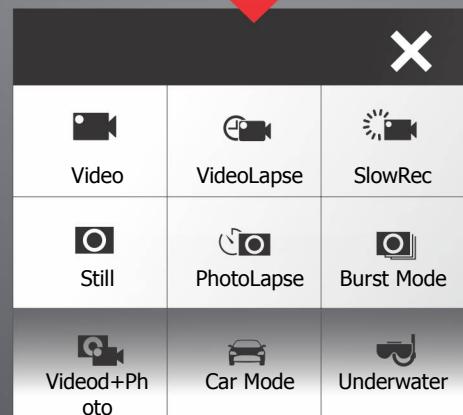 Video
VideoLapse
SlowRec
Still
PhotoLapse
Burst Mode
Videod+Ph
oto
Car Mode
Underwater